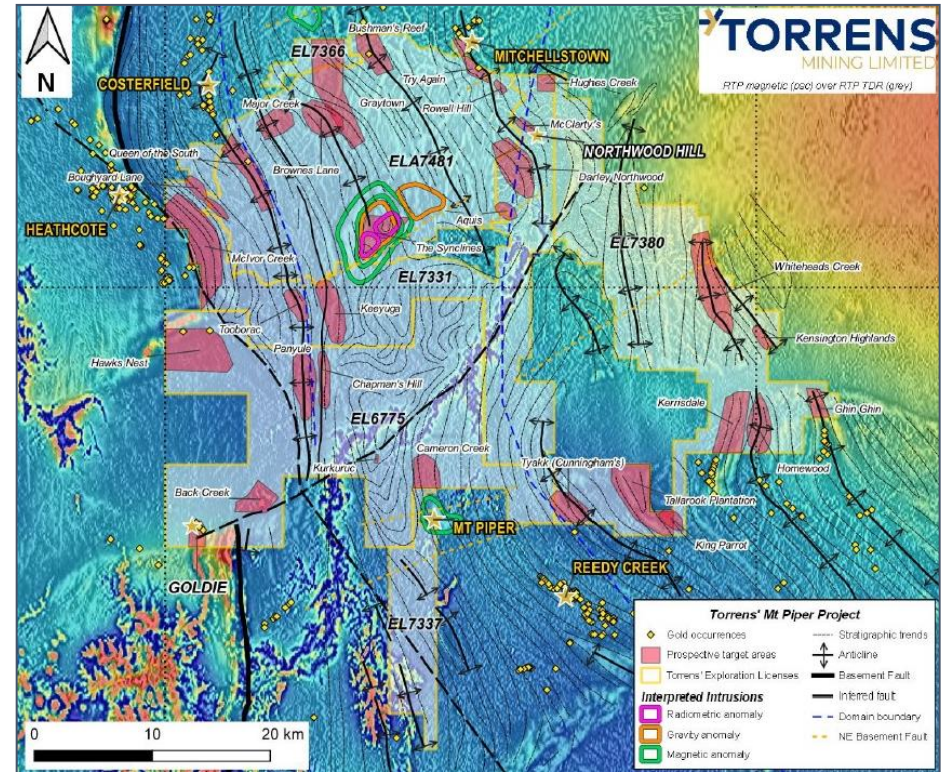 TORRENS
MINING LIMITED
RTP magnetic (psc) over RTP TDR (grey)
N
Bushman's Reef
EL7366
MITCHELLSTOWN
COSTERFIELD
Try Again
Hughes Creek
Major Creek
Graytown
Rowell Hill
McClarty's
Queen of the South
NORTHWOOD HILL
ELA7481
Boughyard Lane
Brownes Lane
Darley Northwood
HEATHCOTE
Aquis
The Synclines
EL7380
McIvor Creek
EL7331
Whiteheads Creek
Keeyuga
Tooborac
Kensington Highlands
Panyule
Hawks Nest
Chapman's Hill
Kerrisdale
Ghin Ghin
EL6775
Cameron Creek
Kurkuruc
Tyakk (Cunningham's)
Homewood
Back Creek
Tallarook Plantation
MT PIPER
King Parrot
REEDY CREEK
GOLDIE
EL7337
Torrens' Mt Piper Project
Gold occurrences
Prospective target areas
Torrens' Exploration Licenses
Interpreted Intrusions
Radiometric anomaly
Gravity anomaly
Magnetic anomaly
Stratigraphic trends
Anticline
Basement Fault
Inferred fault
Domain boundary
NE Basement Fault
0 10 20 km